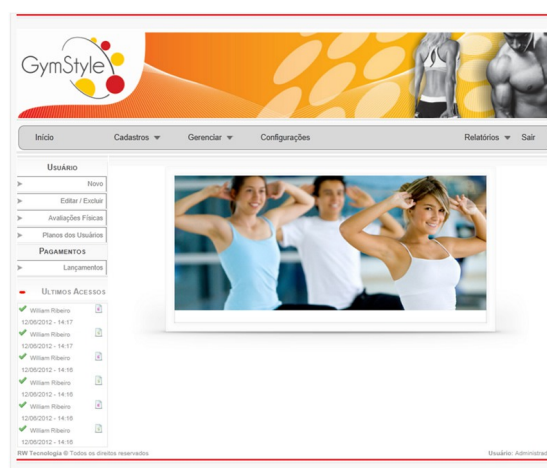 GymStyle
Início Cadastros Gerenciar Configurações Relatórios Sair
Usuário
Novo
Editar / Excluir
Avaliações Físicas
Planos dos Usuários
Pagamentos
Lançamentos
Ultimos Acessos
William Ribeiro
12/06/2012 - 14:17
William Ribeiro
12/06/2012 - 14:17
William Ribeiro
12/06/2012 - 14:16
William Ribeiro
12/06/2012 - 14:16
William Ribeiro
12/06/2012 - 14:16
William Ribeiro
12/06/2012 - 14:16
RW Tecnologia © Todos os direitos reservados
Usuário: Administrad